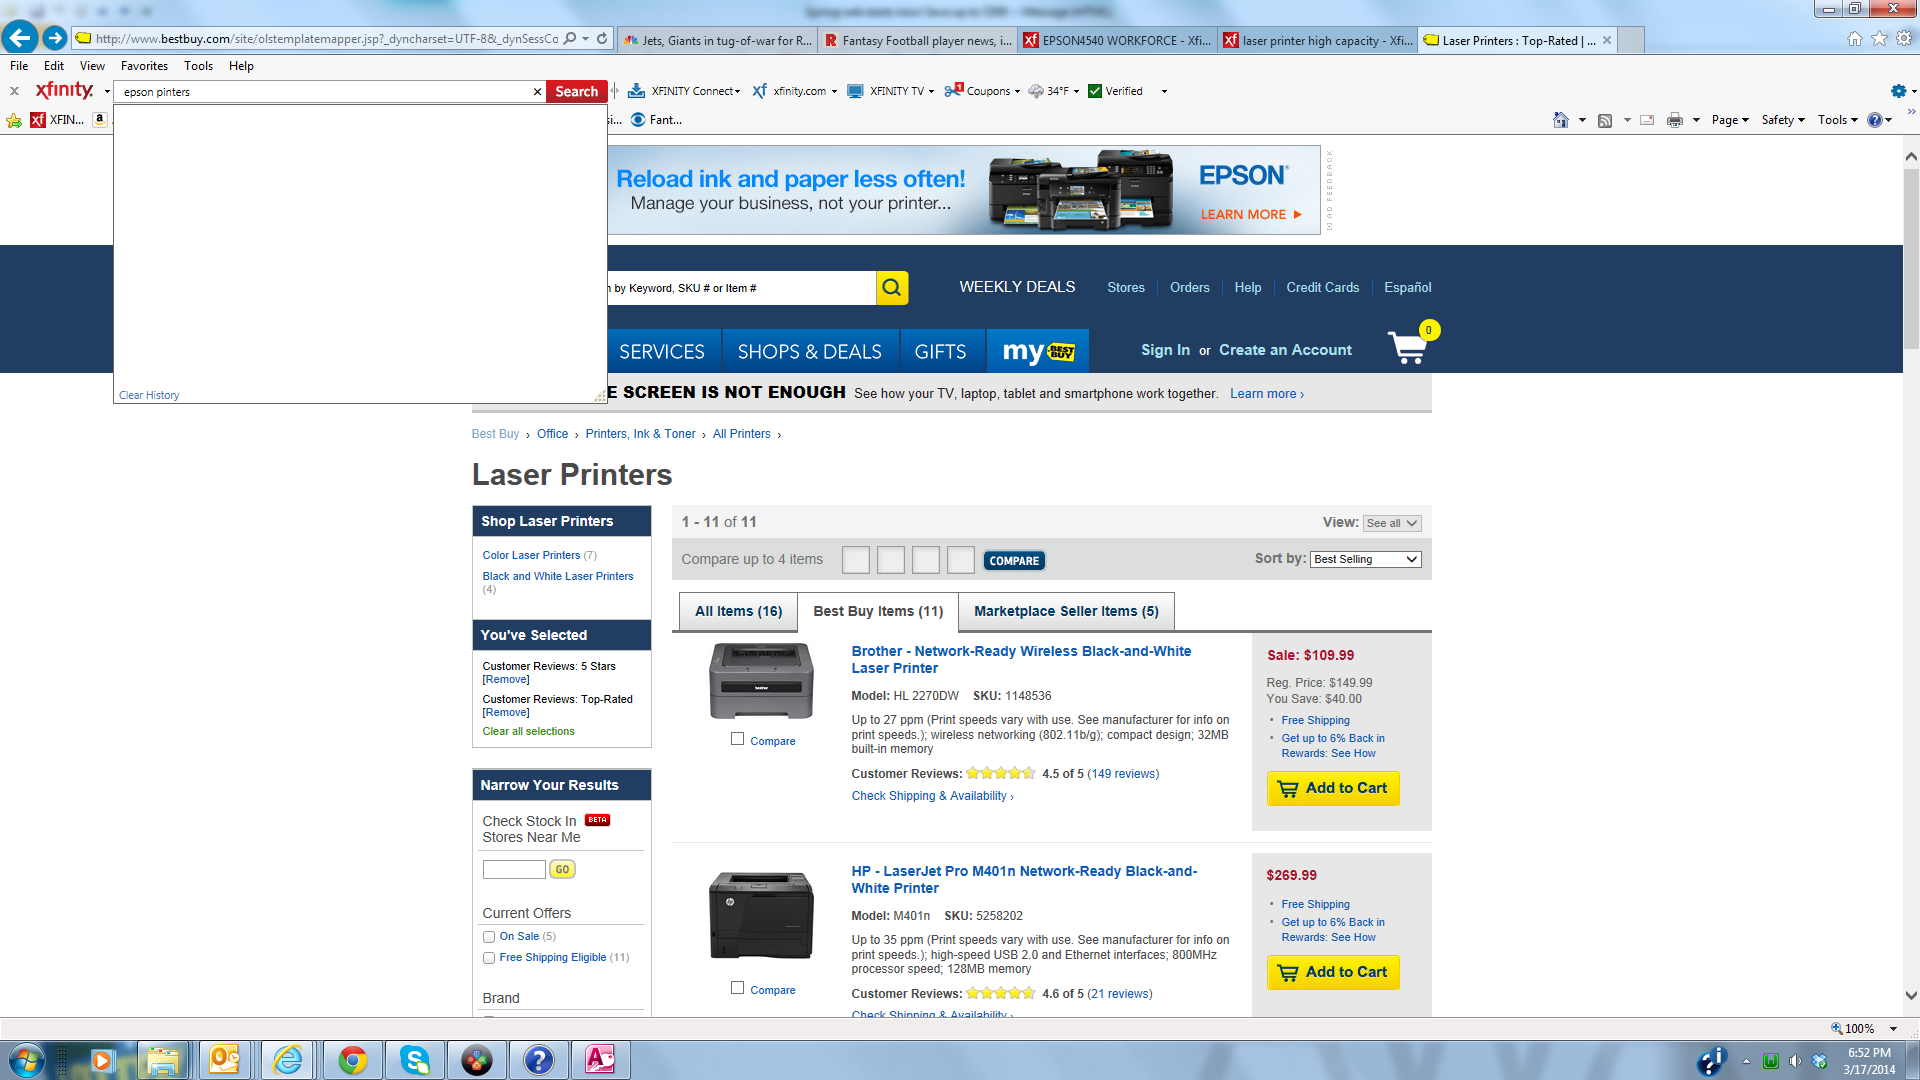 http://www.bestbuy.com/site/olstemplatemapper.jsp?_dyncharset=UTF-8&_dynSessCo
Jets, Giants in tug-of-war for R...
Fantasy Football player news, i...
EPSON4540 WORKFORCE - Xfi...
laser printer high capacity - Xfi...
Laser Printers : Top-Rated | ...
File Edit View Favorites Tools Help
xfinity. epson pinters Search XFINITY Connect xfinity.com XFINITY TV 1 Coupons 34°F Verified
XFIN... si... Fant... Page Safety Tools
Reload ink and paper less often!
Manage your business, not your printer...
EPSON
LEARN MORE
[+] AD FEEDBACK
by Keyword, SKU # or Item #
WEEKLY DEALS Stores Orders Help Credit Cards Español
SERVICES SHOPS & DEALS GIFTS my BEST BUY Sign In or Create an Account 0
Clear History
E SCREEN IS NOT ENOUGH See how your TV, laptop, tablet and smartphone work together. Learn more ›
Best Buy › Office › Printers, Ink & Toner › All Printers ›
Laser Printers
Shop Laser Printers
Color Laser Printers (7)
Black and White Laser Printers
(4)
You've Selected
Customer Reviews: 5 Stars
[Remove]
Customer Reviews: Top-Rated
[Remove]
Clear all selections
Narrow Your Results
Check Stock In BETA
Stores Near Me
GO
Current Offers
On Sale (5)
Free Shipping Eligible (11)
Brand
1 - 11 of 11
View: See all
Compare up to 4 items COMPARE
Sort by: Best Selling
All Items (16) Best Buy Items (11) Marketplace Seller Items (5)
brother
Compare
Brother - Network-Ready Wireless Black-and-White
Laser Printer
Model: HL 2270DW SKU: 1148536
Up to 27 ppm (Print speeds vary with use. See manufacturer for info on
print speeds.); wireless networking (802.11b/g); compact design; 32MB
built-in memory
Customer Reviews: 4.5 of 5 (149 reviews)
Check Shipping & Availability ›
Sale: $109.99
Reg. Price: $149.99
You Save: $40.00
• Free Shipping
• Get up to 6% Back in
Rewards: See How
Add to Cart
hp
Compare
HP - LaserJet Pro M401n Network-Ready Black-and-
White Printer
Model: M401n SKU: 5258202
Up to 35 ppm (Print speeds vary with use. See manufacturer for info on
print speeds.); high-speed USB 2.0 and Ethernet interfaces; 800MHz
processor speed; 128MB memory
Customer Reviews: 4.6 of 5 (21 reviews)
Check Shipping & Availability ›
$269.99
• Free Shipping
• Get up to 6% Back in
Rewards: See How
Add to Cart
100%
6:52 PM
3/17/2014